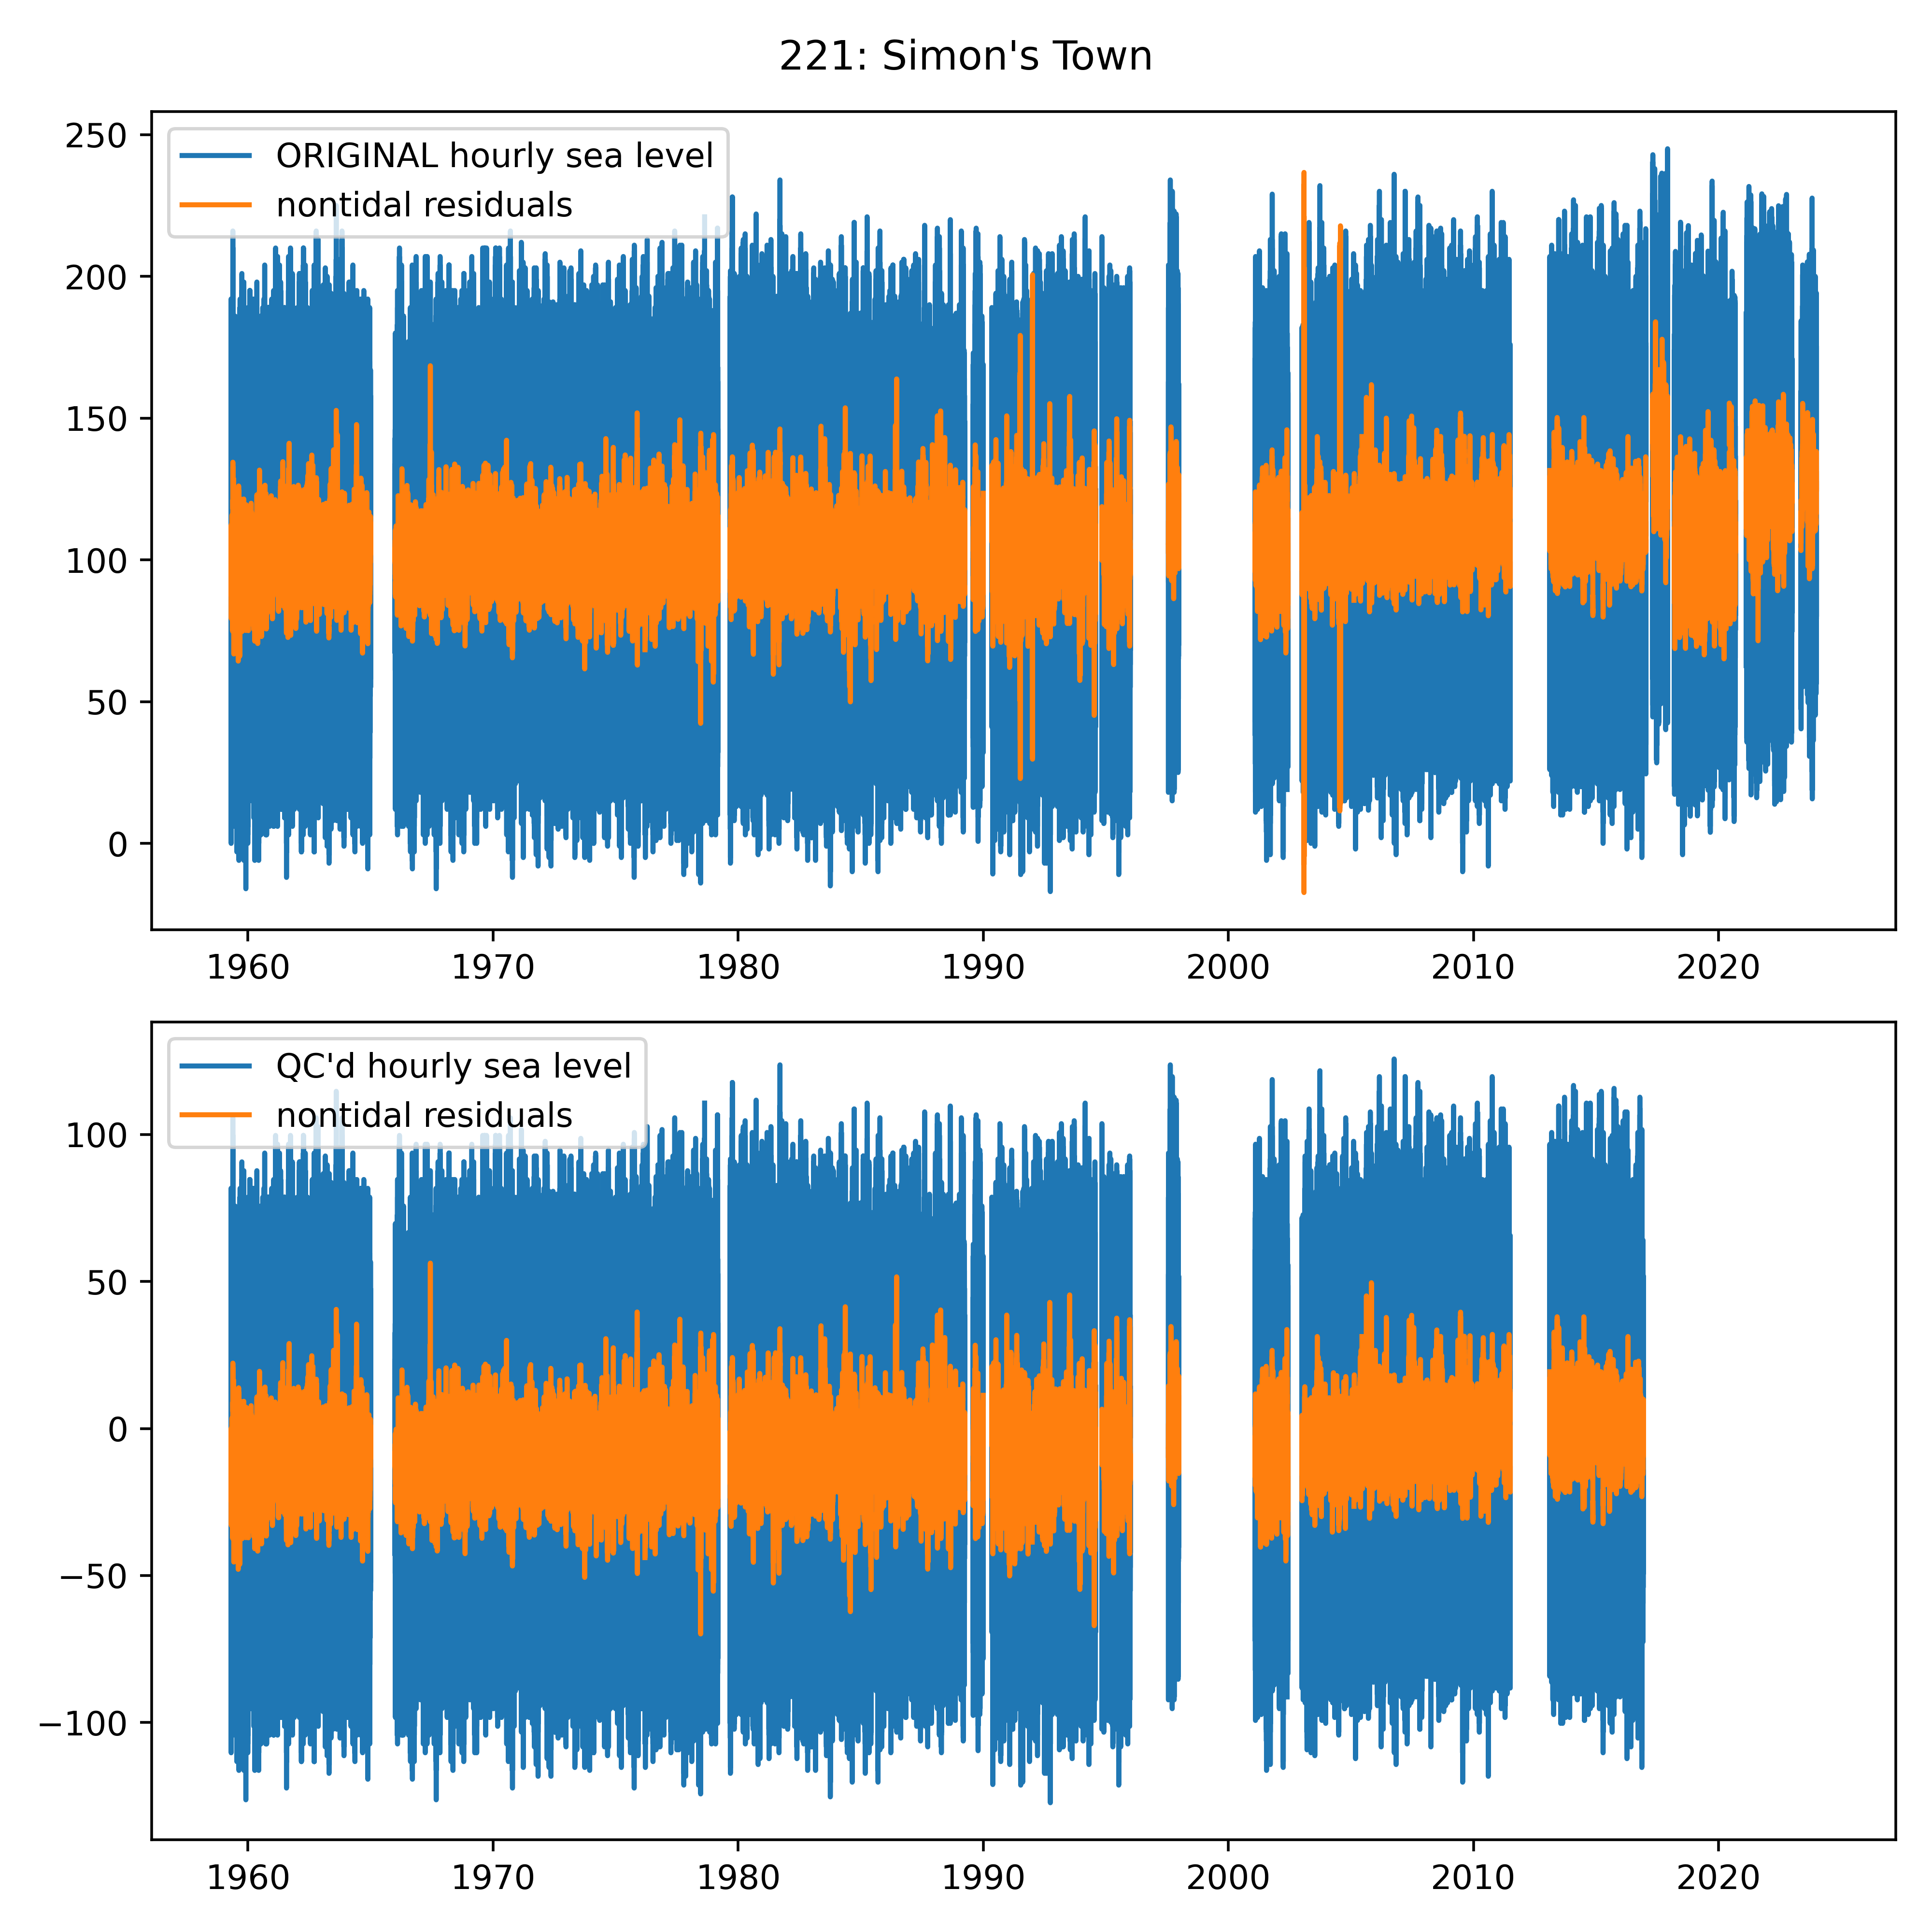 221: Simon's Town
ORIGINAL hourly sea level
nontidal residuals
250
200
150
100
50
0
1960 1970 1980 1990 2000 2010 2020
QC'd hourly sea level
nontidal residuals
100
50
0
−50
−100
1960 1970 1980 1990 2000 2010 2020